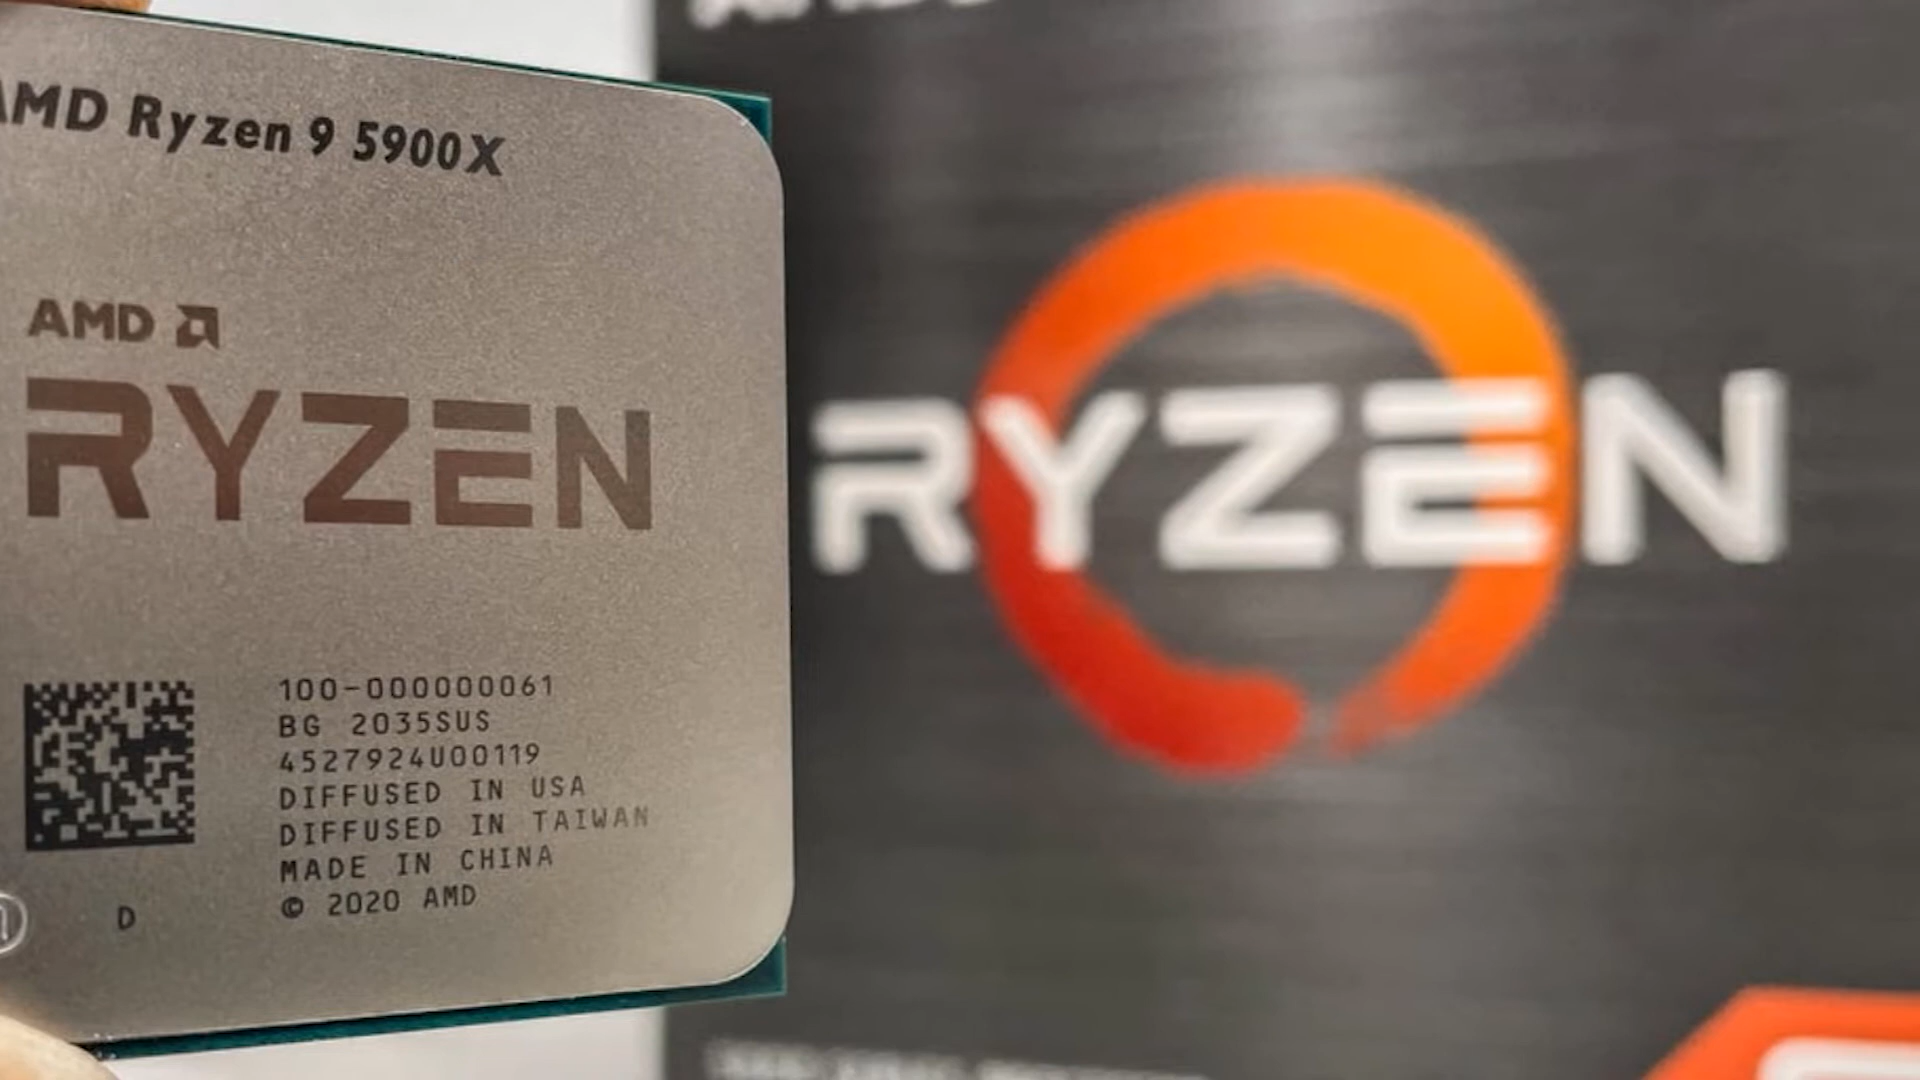 AMD Ryzen 9 5900X
AMD
RYZEN
100-000000061
BG 2035SUS
4527924U00119
DIFFUSED IN USA
DIFFUSED IN TAIWAN
MADE IN CHINA
© 2020 AMD
D
RYZEN